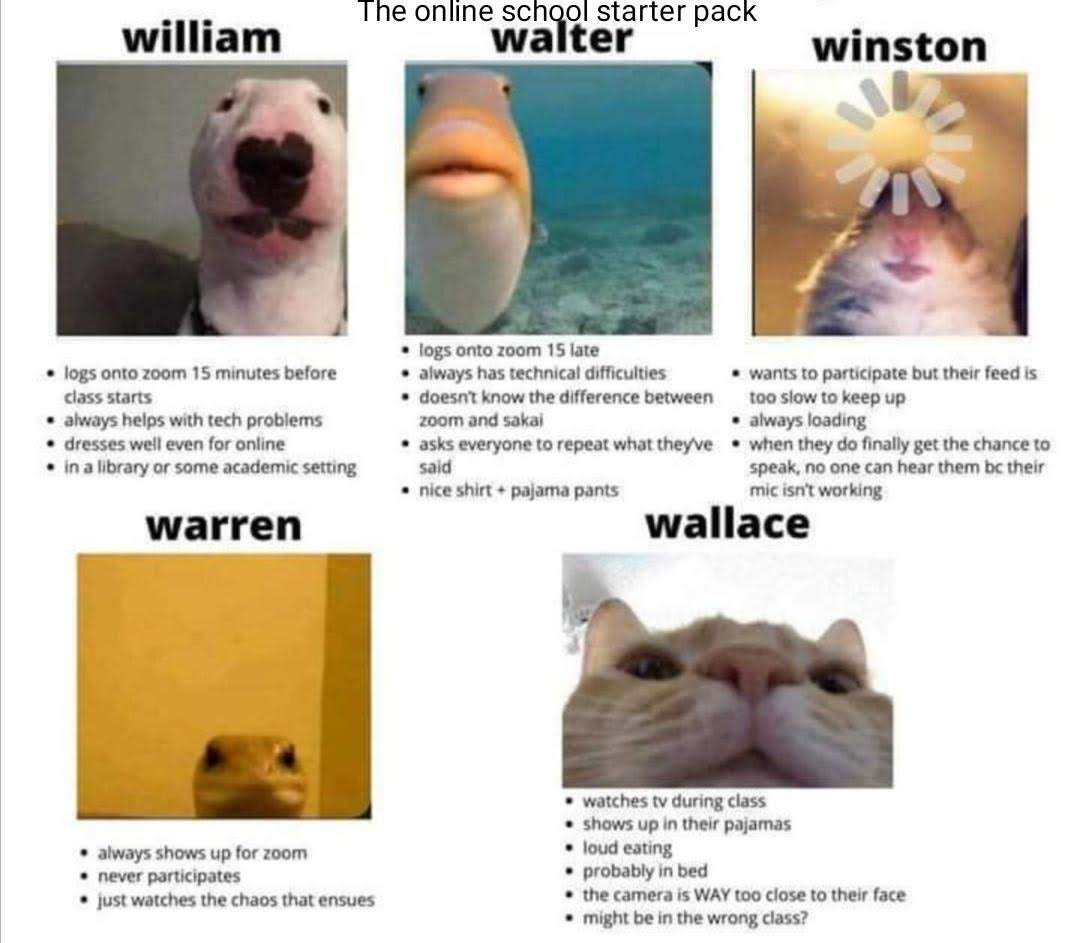 The online school starter pack
william
walter
winston
• logs onto zoom 15 minutes before
class starts
• always helps with tech problems
• dresses well even for online
• in a library or some academic setting
• logs onto zoom 15 late
• always has technical difficulties
• doesn't know the difference between
zoom and sakai
• asks everyone to repeat what they've
said
• nice shirt + pajama pants
• wants to participate but their feed is
too slow to keep up
• always loading
• when they do finally get the chance to
speak, no one can hear them bc their
mic isn't working
warren
wallace
• always shows up for zoom
• never participates
• just watches the chaos that ensues
• watches tv during class
• shows up in their pajamas
• loud eating
• probably in bed
• the camera is WAY too close to their face
• might be in the wrong class?